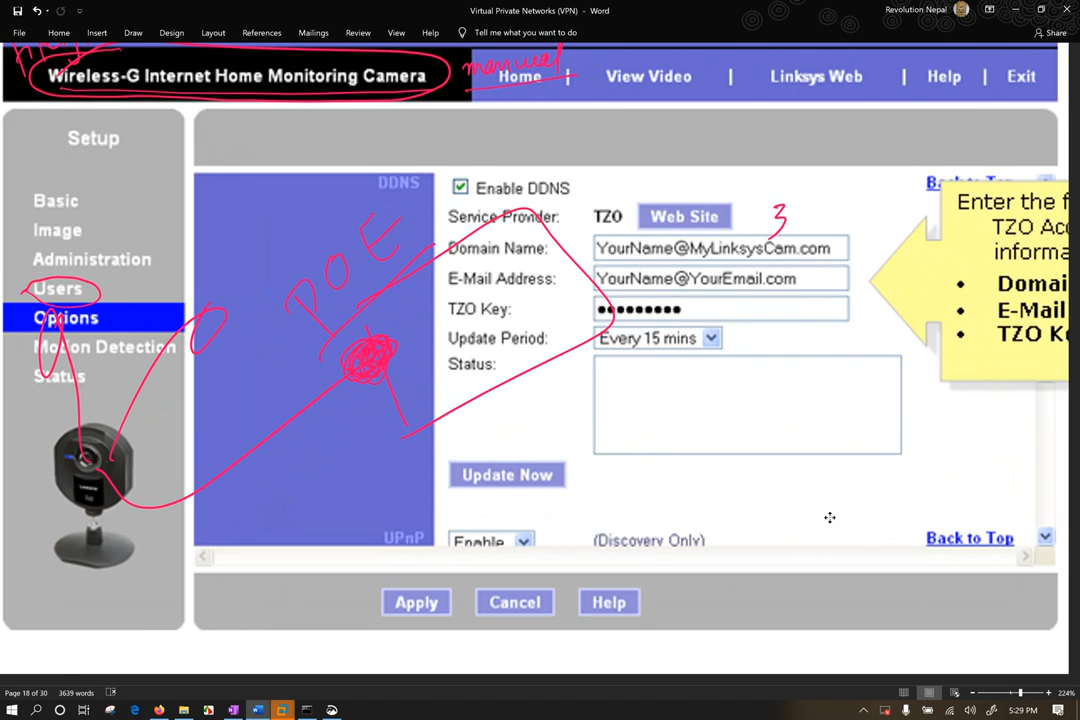 Virtual Private Networks (VPN) - Word
Revolution Nepal
File Home Insert Draw Design Layout References Mailings Review View Help Tell me what you want to do Share
Wireless-G Internet Home Monitoring Camera manual Home | View Video | Linksys Web | Help | Exit
Setup
Basic
Image
Administration
Users
Options
Motion Detection
Status
DDNS
Back to Top
Enable DDNS
Service Provider: TZO Web Site
3
Domain Name: YourName@MyLinksysCam.com
E-Mail Address: YourName@YourEmail.com
TZO Key: •••••••••
Update Period: Every 15 mins
Status:
POE
Update Now
UPnP Enable (Discovery Only) Back to Top
Enter the f
TZO Acc
informa
• Domai
• E-Mail
• TZO Ke
Apply Cancel Help
Page 18 of 30 3639 words 224%
5:29 PM